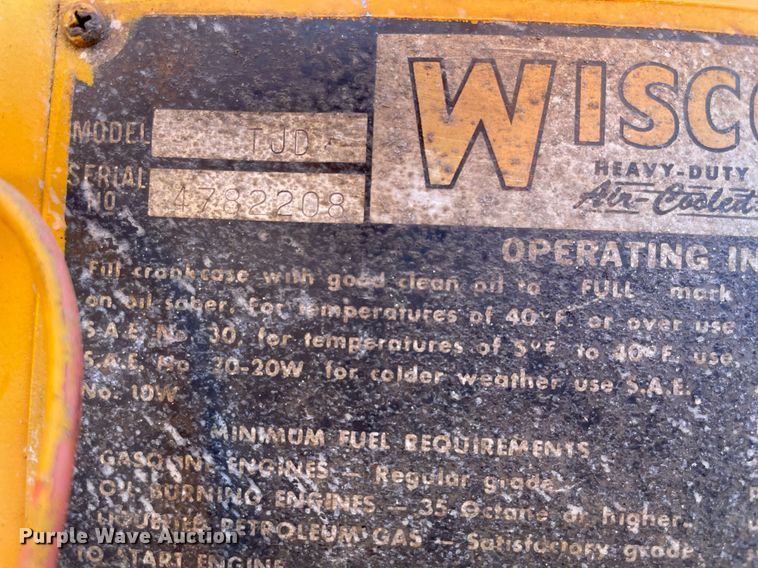 MODEL TJD
SERIAL NO 4782208
WISCO
HEAVY-DUTY
Air-Cooled
OPERATING IN
Fill crankcase with good clean oil to FULL mark
on oil saber. For temperatures of 40°F. or over use
S.A.E. No 30, for temperatures of 5°F to 40°F. use
S.A.E. No 20-20W for colder weather use S.A.E.
No. 10W
MINIMUM FUEL REQUIREMENTS
GASOLINE ENGINES — Regular grade
OIL BURNING ENGINES — 35 Octane or higher.
LIQUEFIED PETROLEUM GAS — Satisfactory grade
TO START ENGINE
Purple Wave Auction